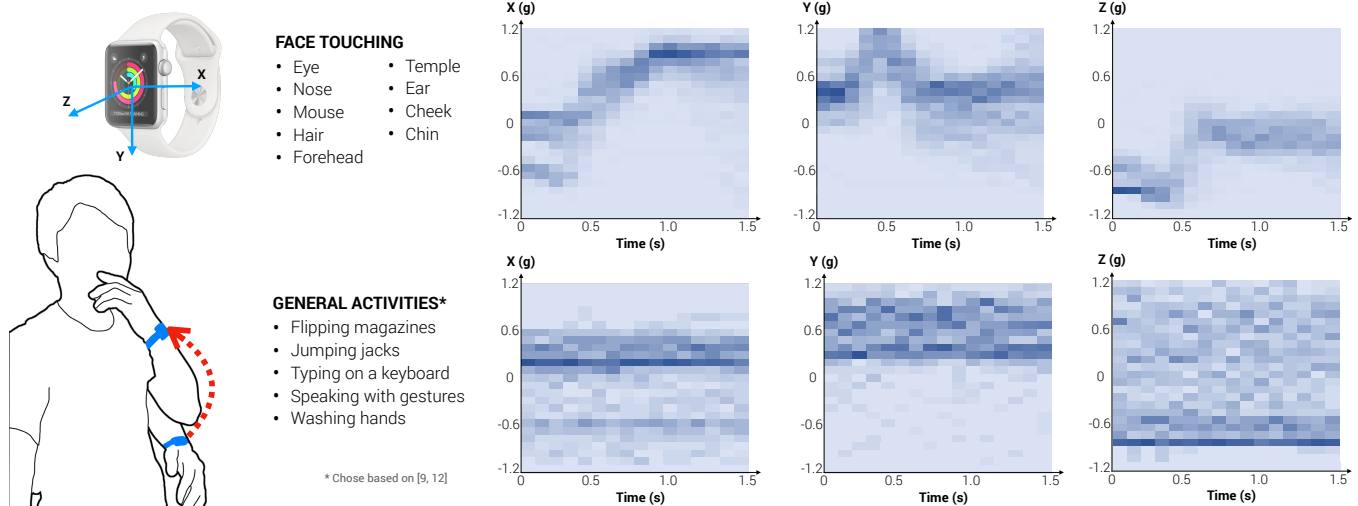 X
Z
Y
FACE TOUCHING
• Eye
• Nose
• Mouse
• Hair
• Forehead
• Temple
• Ear
• Cheek
• Chin
X (g)
1.2
0.6
0
-0.6
-1.2
0 0.5 1.0 1.5
Time (s)
Y (g)
1.2
0.6
0
-0.6
-1.2
0 0.5 1.0 1.5
Time (s)
Z (g)
1.2
0.6
0
-0.6
-1.2
0 0.5 1.0 1.5
Time (s)
GENERAL ACTIVITIES*
• Flipping magazines
• Jumping jacks
• Typing on a keyboard
• Speaking with gestures
• Washing hands
* Chose based on [9, 12]
X (g)
1.2
0.6
0
-0.6
-1.2
0 0.5 1.0 1.5
Time (s)
Y (g)
1.2
0.6
0
-0.6
-1.2
0 0.5 1.0 1.5
Time (s)
Z (g)
1.2
0.6
0
-0.6
-1.2
0 0.5 1.0 1.5
Time (s)